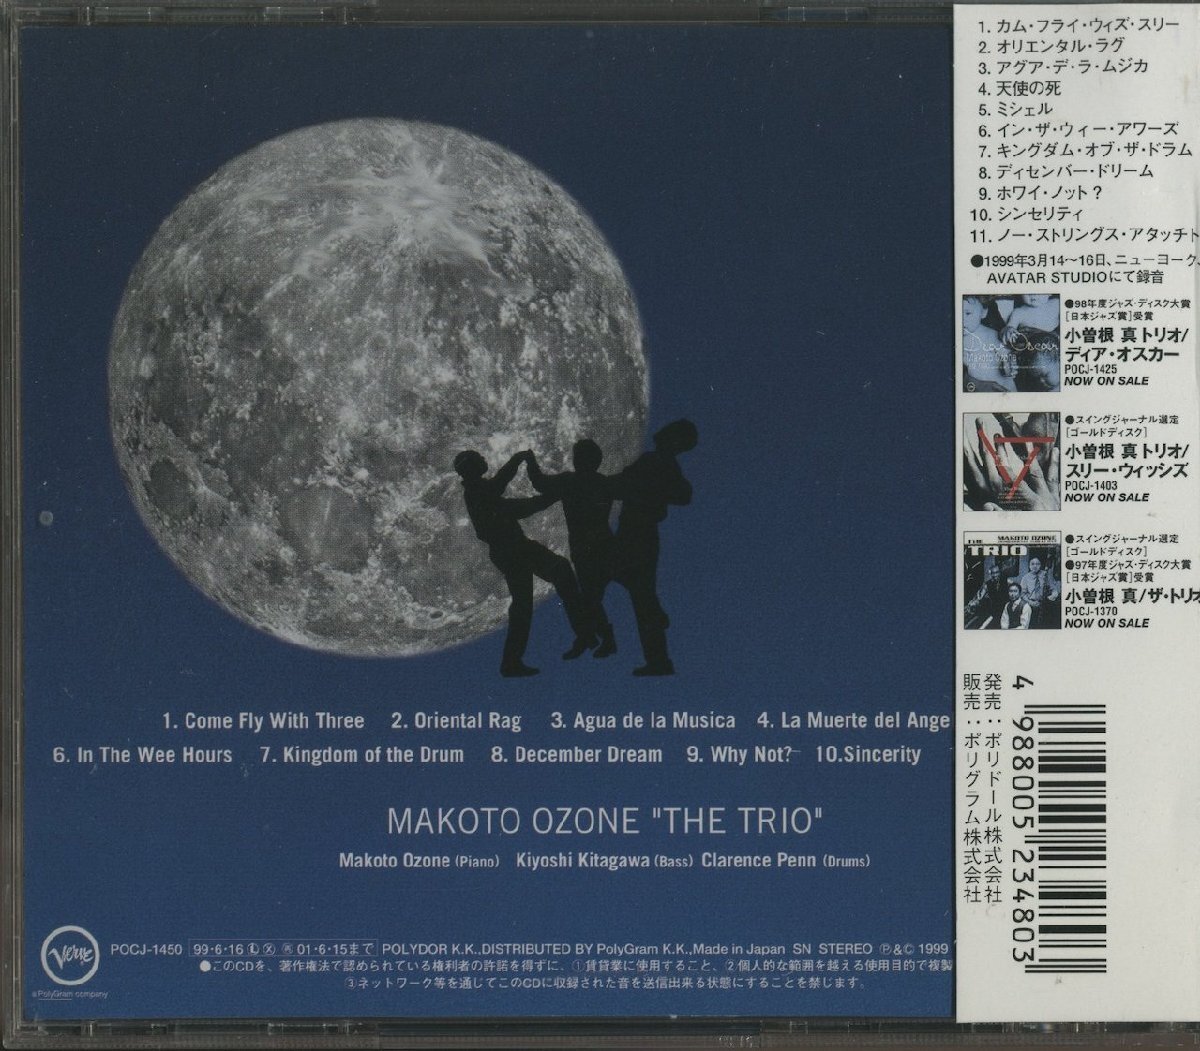 1. Come Fly With Three 2. Oriental Rag 3. Agua de la Musica 4. La Muerte del Ange
6. In The Wee Hours 7. Kingdom of the Drum 8. December Dream 9. Why Not? 10.Sincerity
MAKOTO OZONE "THE TRIO"
Makoto Ozone (Piano) Kiyoshi Kitagawa (Bass) Clarence Penn (Drums)
Verve
a PolyGram company
POCJ-1450 99·6·16 01·6·15まで POLYDOR K.K.,DISTRIBUTED BY PolyGram K.K.,Made in Japan SN STEREO ℗&© 1999
●このCDを、著作権法で認められている権利者の許諾を得ずに、①賃貸業に使用すること、②個人的な範囲を越える使用目的で複製
③ネットワーク等を通じてこのCDに収録された音を送信出来る状態にすることを禁じます。
1. カム・フライ・ウィズ・スリー
2. オリエンタル・ラグ
3. アグア・デ・ラ・ムジカ
4. 天使の死
5. ミシェル
6. イン・ザ・ウィー・アワーズ
7. キングダム・オブ・ザ・ドラム
8. ディセンバー・ドリーム
9. ホワイ・ノット？
10. シンセリティ
11. ノー・ストリングス・アタッチト
●1999年3月14〜16日、ニューヨーク、
AVATAR STUDIOにて録音
Dear Oscar
Makoto Ozone
●98年度ジャズ・ディスク大賞
[日本ジャズ賞]受賞
小曽根 真トリオ/
ディア・オスカー
POCJ-1425
NOW ON SALE
●スイングジャーナル選定
[ゴールドディスク]
小曽根 真トリオ/
スリー・ウィッシズ
POCJ-1403
NOW ON SALE
THE MAKOTO OZONE
TRIO
●スイングジャーナル選定
[ゴールドディスク]
●97年度ジャズ・ディスク大賞
[日本ジャズ賞]受賞
小曽根 真/ザ・トリオ
POCJ-1370
NOW ON SALE
発売：ポリドール株式会社
販売：ポリグラム株式会社
4 988005 234803